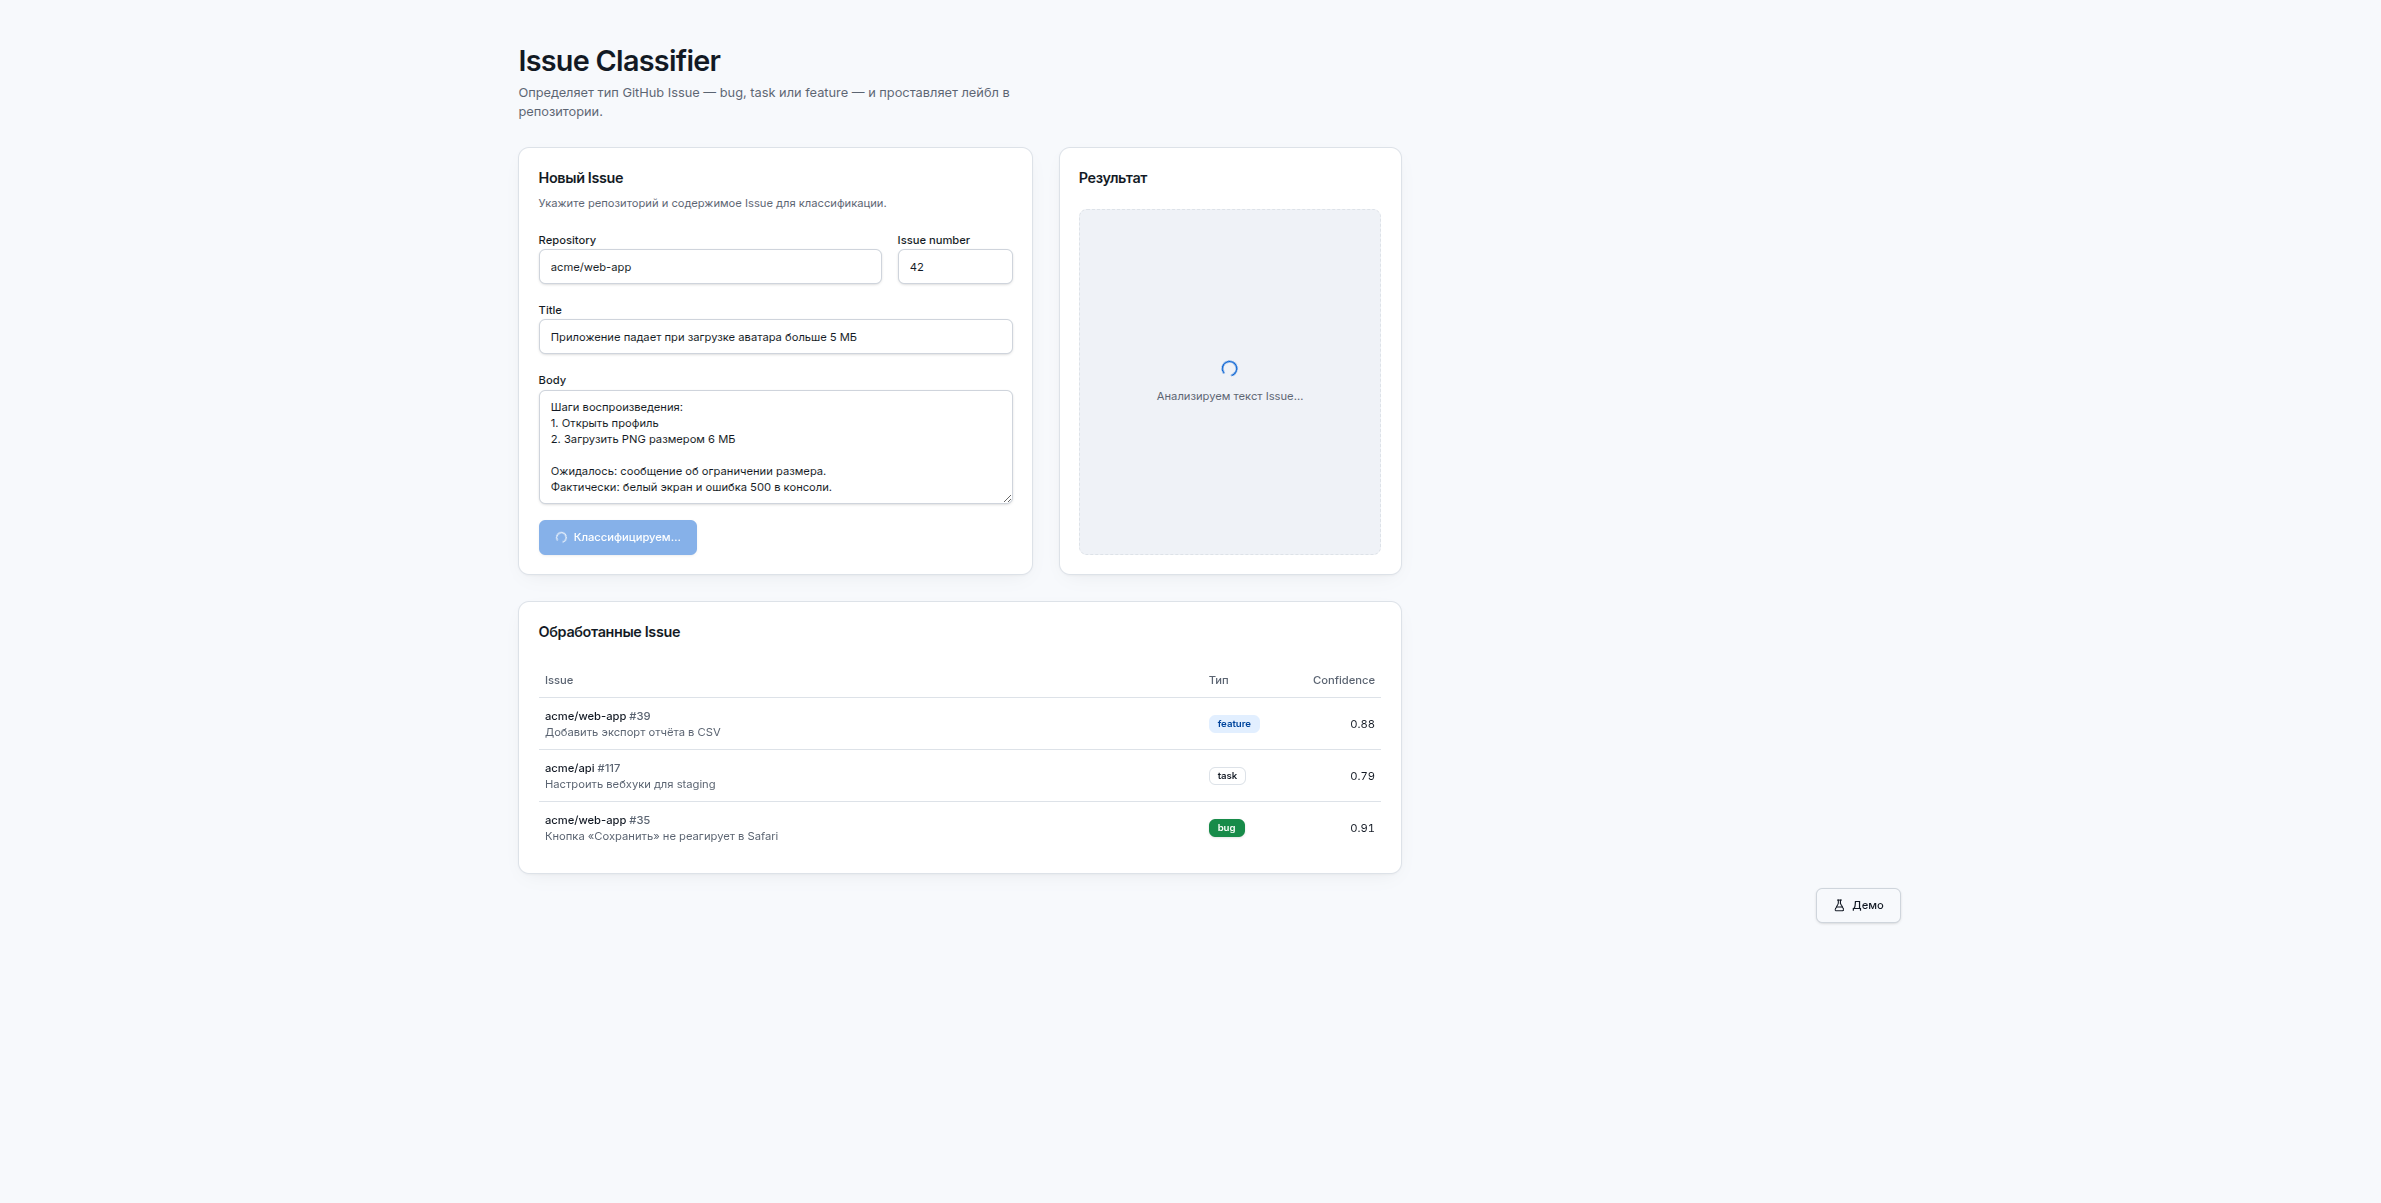 Issue Classifier
Определяет тип GitHub Issue — bug, task или feature — и проставляет лейбл в
репозитории.
Новый Issue
Укажите репозиторий и содержимое Issue для классификации.
Repository
Issue number
acme/web-app
42
Title
Приложение падает при загрузке аватара больше 5 МБ
Body
Шаги воспроизведения:
1. Открыть профиль
2. Загрузить PNG размером 6 МБ
Ожидалось: сообщение об ограничении размера.
Фактически: белый экран и ошибка 500 в консоли.
Классифицируем...
Результат
Анализируем текст Issue...
Обработанные Issue
Issue
Тип
Confidence
acme/web-app #39
Добавить экспорт отчёта в CSV
feature
0.88
acme/api #117
Настроить вебхуки для staging
task
0.79
acme/web-app #35
Кнопка «Сохранить» не реагирует в Safari
bug
0.91
Демо